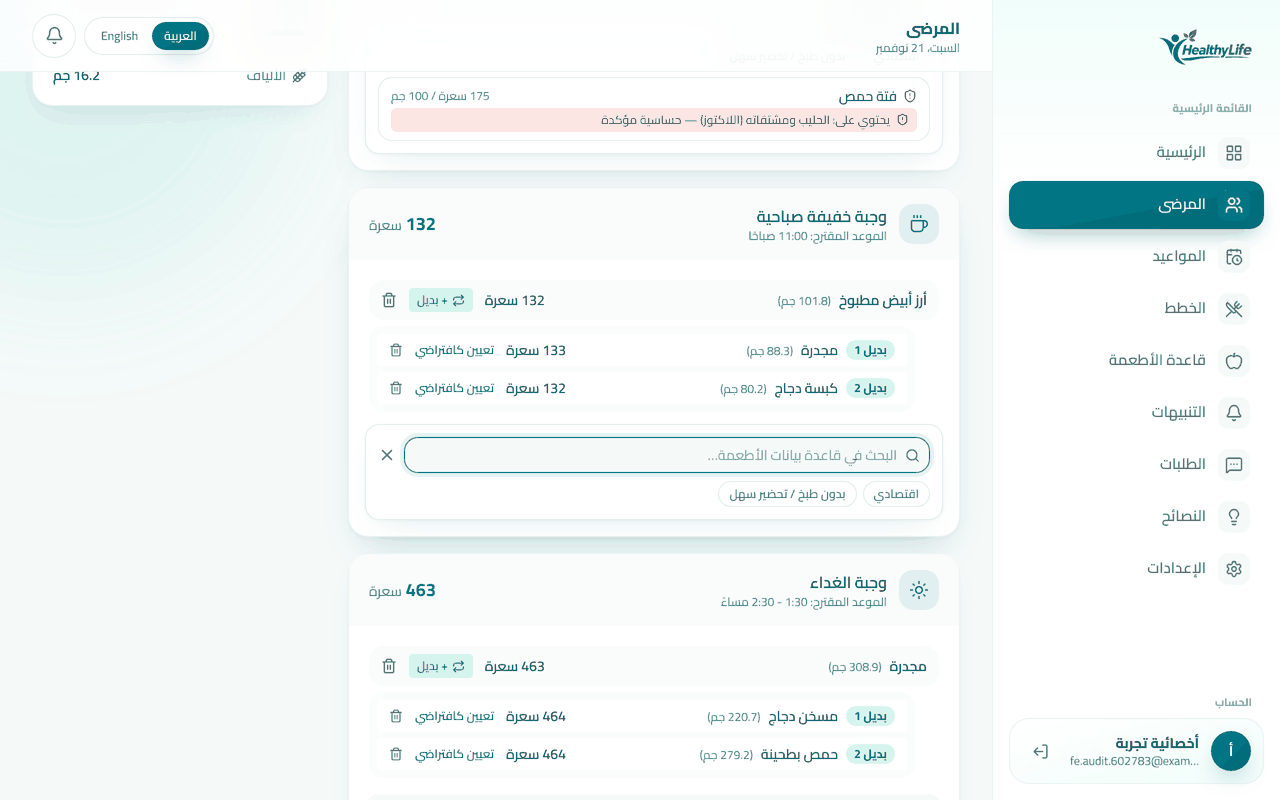 HealthyLife
القائمة الرئيسية
الرئيسية
المرضى
المواعيد
الخطط
قاعدة الأطعمة
التنبيهات
الطلبات
النصائح
الإعدادات
الحساب
أ
أخصائية تجربة
fe.audit.602783@exam...
المرضى
السبت، 21 نوفمبر
العربية
English
بدون طبخ / تحضير سهل
اقتصادي
فتة حمص
175 سعرة / 100 جم
يحتوي على: الحليب ومشتقاته (اللاكتوز) — حساسية مؤكدة
وجبة خفيفة صباحية
الموعد المقترح: 11:00 صباحًا
132 سعرة
أرز أبيض مطبوخ (101.8 جم)
132 سعرة
+ بديل
بديل 1 مجدرة (88.3 جم)
133 سعرة
تعيين كافتراضي
بديل 2 كبسة دجاج (80.2 جم)
132 سعرة
تعيين كافتراضي
البحث في قاعدة بيانات الأطعمة...
اقتصادي
بدون طبخ / تحضير سهل
وجبة الغداء
الموعد المقترح: 1:30 - 2:30 مساءً
463 سعرة
مجدرة (308.9 جم)
463 سعرة
+ بديل
بديل 1 مسخن دجاج (220.7 جم)
464 سعرة
تعيين كافتراضي
بديل 2 حمص بطحينة (279.2 جم)
464 سعرة
تعيين كافتراضي
الألياف
16.2 جم